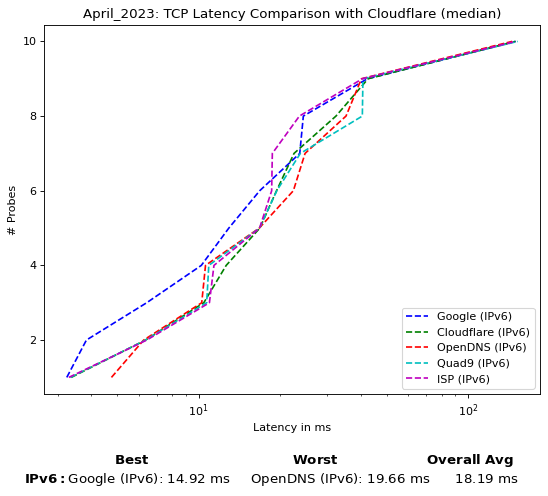 April_2023: TCP Latency Comparison with Cloudflare (median)
10
8
6
4
2
# Probes
10¹
10²
Latency in ms
Google (IPv6)
Cloudflare (IPv6)
OpenDNS (IPv6)
Quad9 (IPv6)
ISP (IPv6)
Best Worst Overall Avg
IPv6: Google (IPv6): 14.92 ms OpenDNS (IPv6): 19.66 ms 18.19 ms